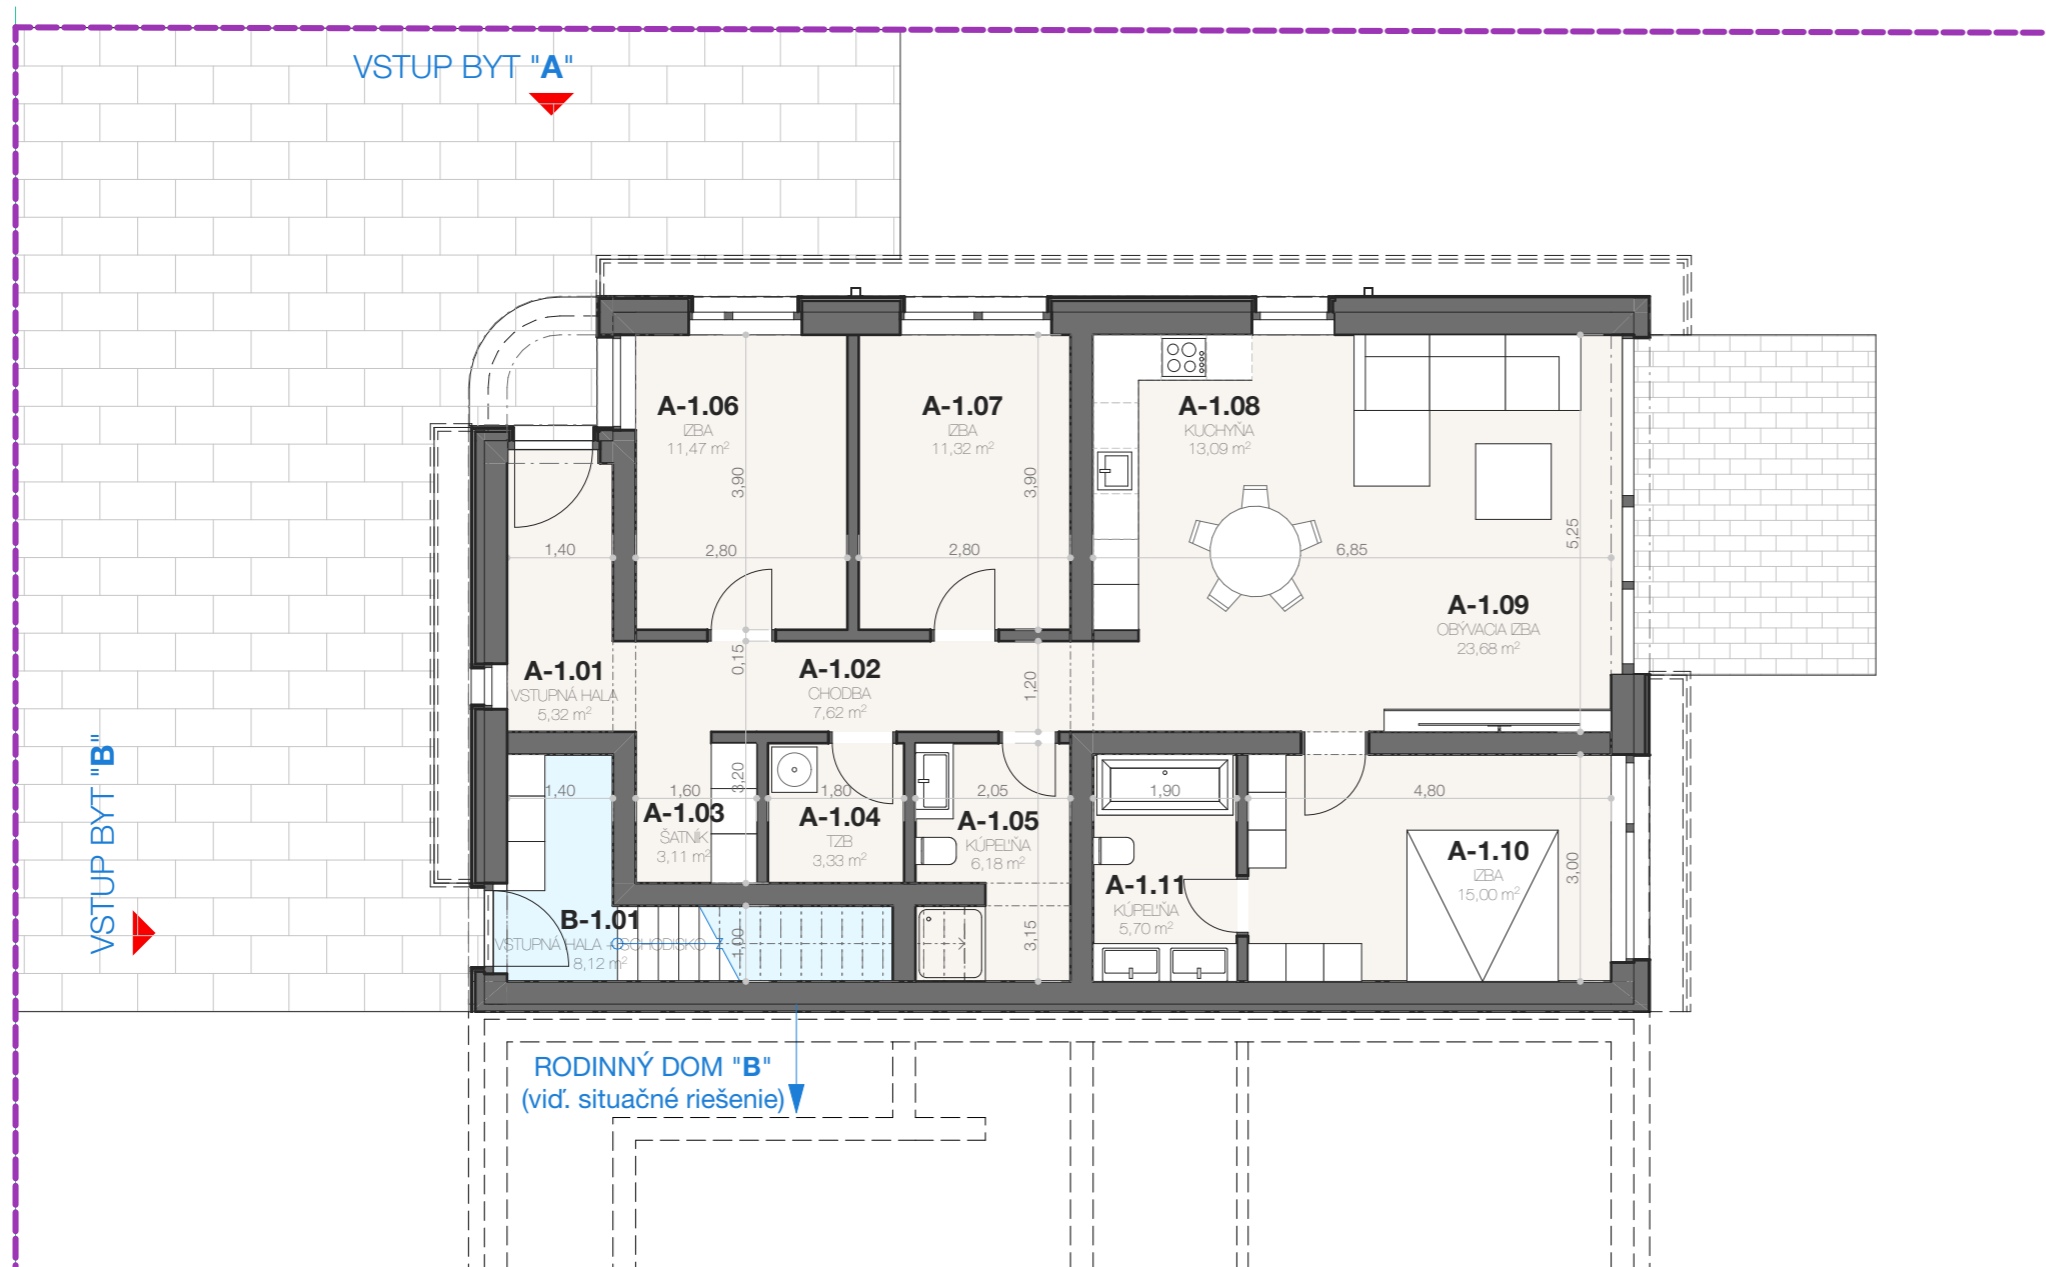 VSTUP BYT "A"
A-1.06
IZBA
11,47 m²
A-1.07
IZBA
11,32 m²
A-1.08
KUCHYŇA
13,09 m²
3,90
3,90
5,25
1,40
2,80
2,80
6,85
A-1.09
OBÝVACIA IZBA
23,68 m²
A-1.01
VSTUPNÁ HALA
5,32 m²
0,15
A-1.02
CHODBA
7,62 m²
1,20
VSTUP BYT "B"
1,40
1,60
3,20
1,80
2,05
1,90
4,80
A-1.03
ŠATNÍK
3,11 m²
A-1.04
TZB
3,33 m²
A-1.05
KÚPEĽŇA
6,18 m²
A-1.10
IZBA
15,00 m²
3,00
A-1.11
KÚPEĽŇA
5,70 m²
B-1.01
VSTUPNÁ HALA + SCHODISKO
8,12 m²
1,00
3,15
RODINNÝ DOM "B"
(viď. situačné riešenie)